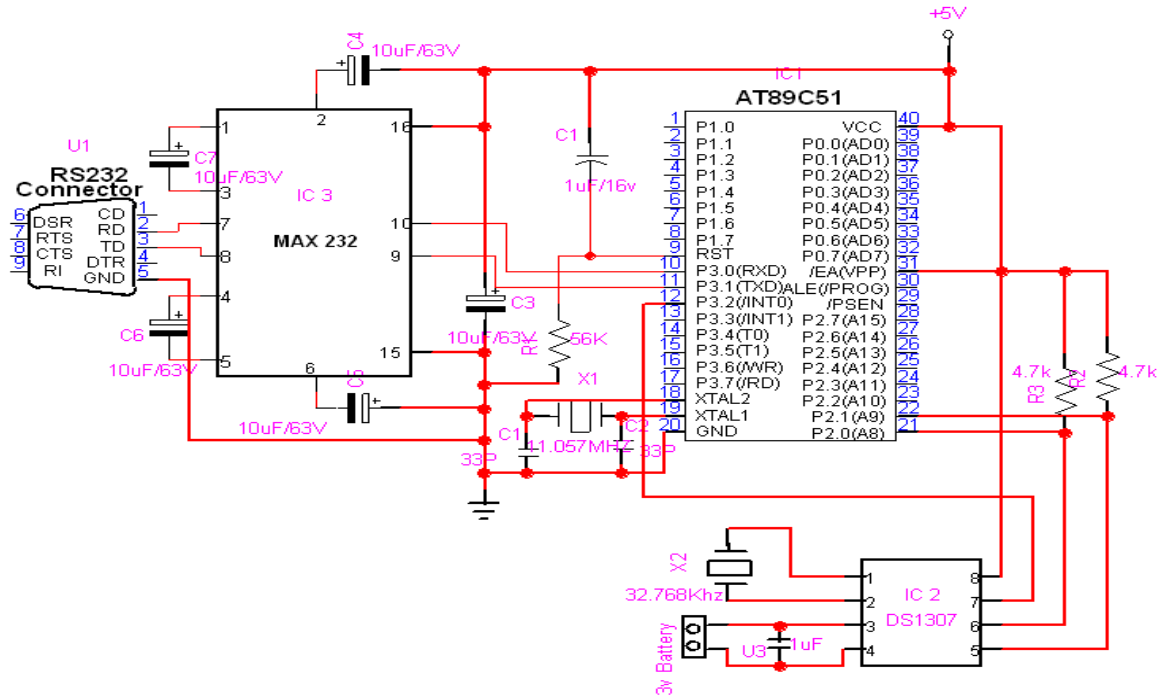 +5V
C4
10uF/63V
IC1
AT89C51
U1
RS232
Connector
6
7
8
9
DSR
RTS
CTS
RI
CD
RD
TD
DTR
GND
1
2
3
4
5
C7
10uF/63V
C6
10uF/63V
1
3
7
8
4
5
2
6
IC 3
MAX 232
16
10
9
15
C5
10uF/63V
C3
10uF/63V
C1
1uF/16v
R1
56K
X1
11.057MHZ
C1
33P
C2
33P
1 P1.0
2 P1.1
3 P1.2
4 P1.3
5 P1.4
6 P1.5
7 P1.6
8 P1.7
9 RST
10 P3.0(RXD)
11 P3.1(TXD)
12 P3.2(/INT0)
13 P3.3(/INT1)
14 P3.4(T0)
15 P3.5(T1)
16 P3.6(/WR)
17 P3.7(/RD)
18 XTAL2
19 XTAL1
20 GND
VCC 40
P0.0(AD0) 39
P0.1(AD1) 38
P0.2(AD2) 37
P0.3(AD3) 36
P0.4(AD4) 35
P0.5(AD5) 34
P0.6(AD6) 33
P0.7(AD7) 32
/EA(VPP) 31
ALE(/PROG) 30
/PSEN 29
P2.7(A15) 28
P2.6(A14) 27
P2.5(A13) 26
P2.4(A12) 25
P2.3(A11) 24
P2.2(A10) 23
P2.1(A9) 22
P2.0(A8) 21
4.7k
R3
R2
4.7k
X2
32.768Khz
3v Battery
U3
1uF
1
2
3
4
IC 2
DS1307
8
7
6
5